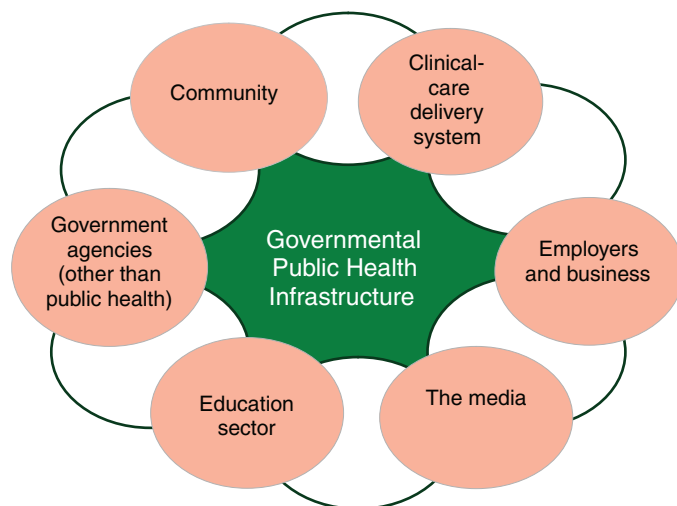 Community
Clinical-
care
delivery
system
Government
agencies
(other than
public health)
Governmental
Public Health
Infrastructure
Employers
and business
Education
sector
The media